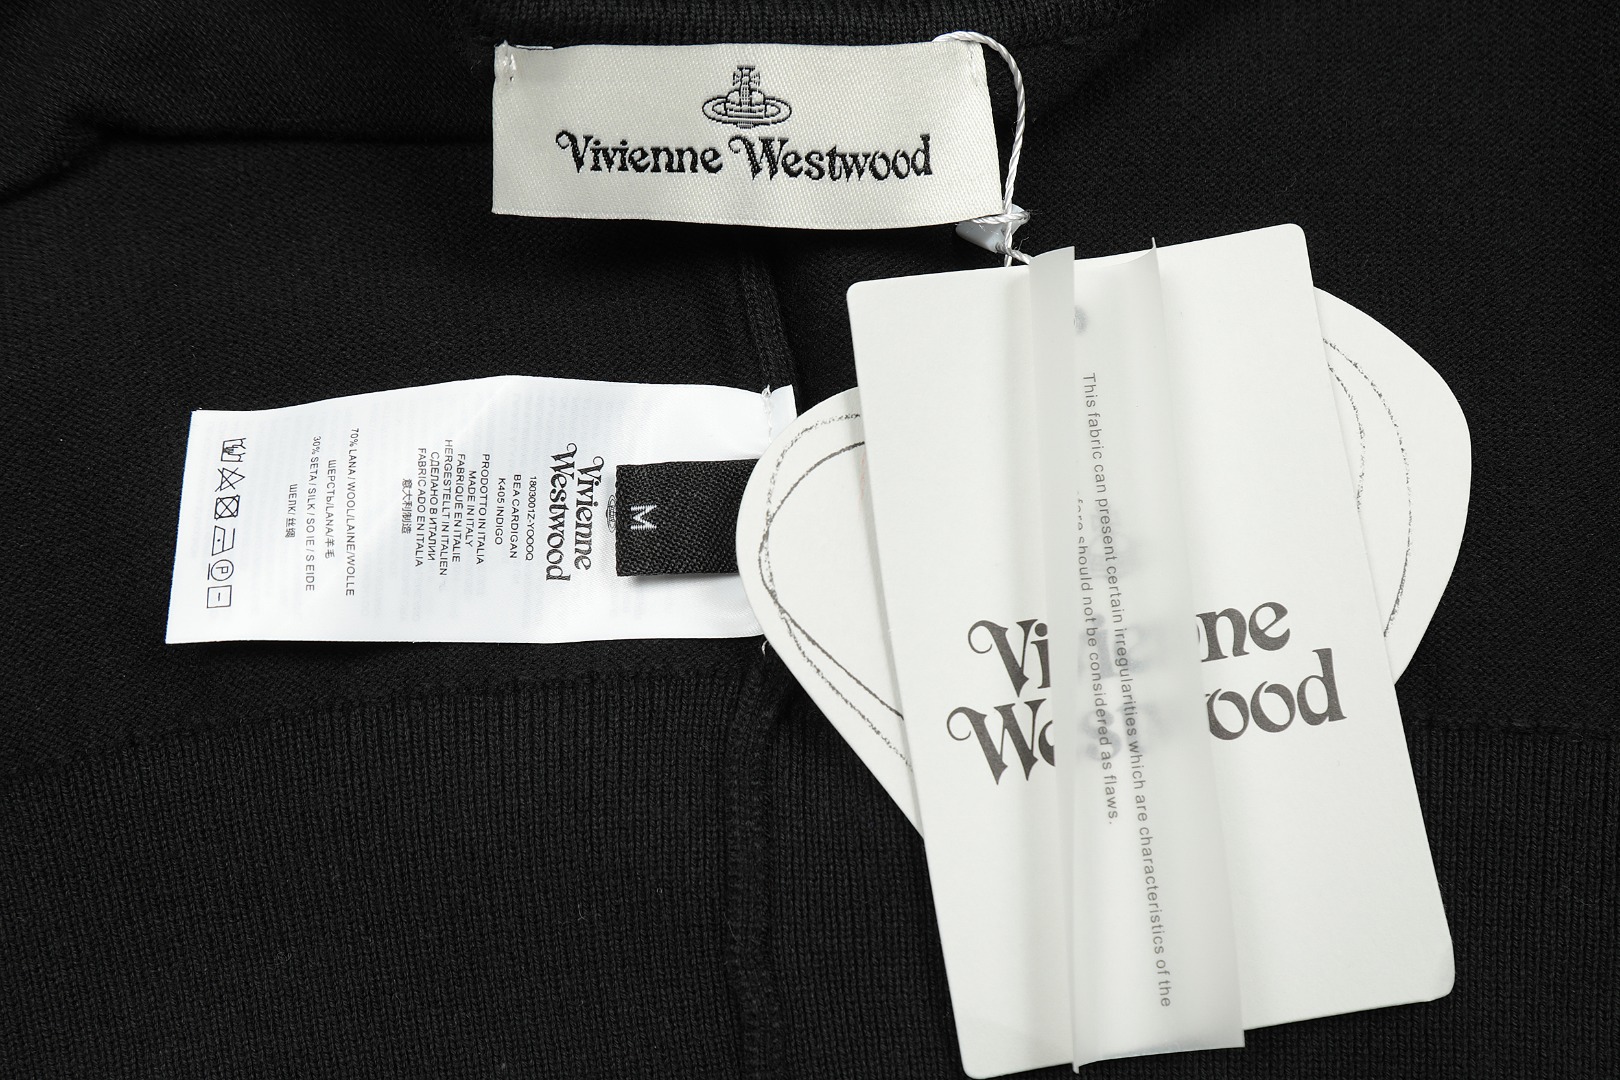 Vivienne Westwood
M
Vivienne
Westwood
1803001Z-YOOOQ
BEA CARDIGAN
K405 INDIGO
PRODOTTO IN ITALIA
MADE IN ITALY
FABRIQUE EN ITALIE
HERGESTELLT IN ITALIEN
СДЕЛАНО В ИТАЛИИ
FABRICADO EN ITALIA
意大利制造
70% LANA/WOOL/LAINE/WOLLE
ШЕРСТЬ/LANA/羊毛
30% SETA/SILK/SOIE/SEIDE
ШЕЛК/丝绸
This fabric can present certain irregularities which are characteristics of the
should not be considered as flaws.
Vivienne
Westwood